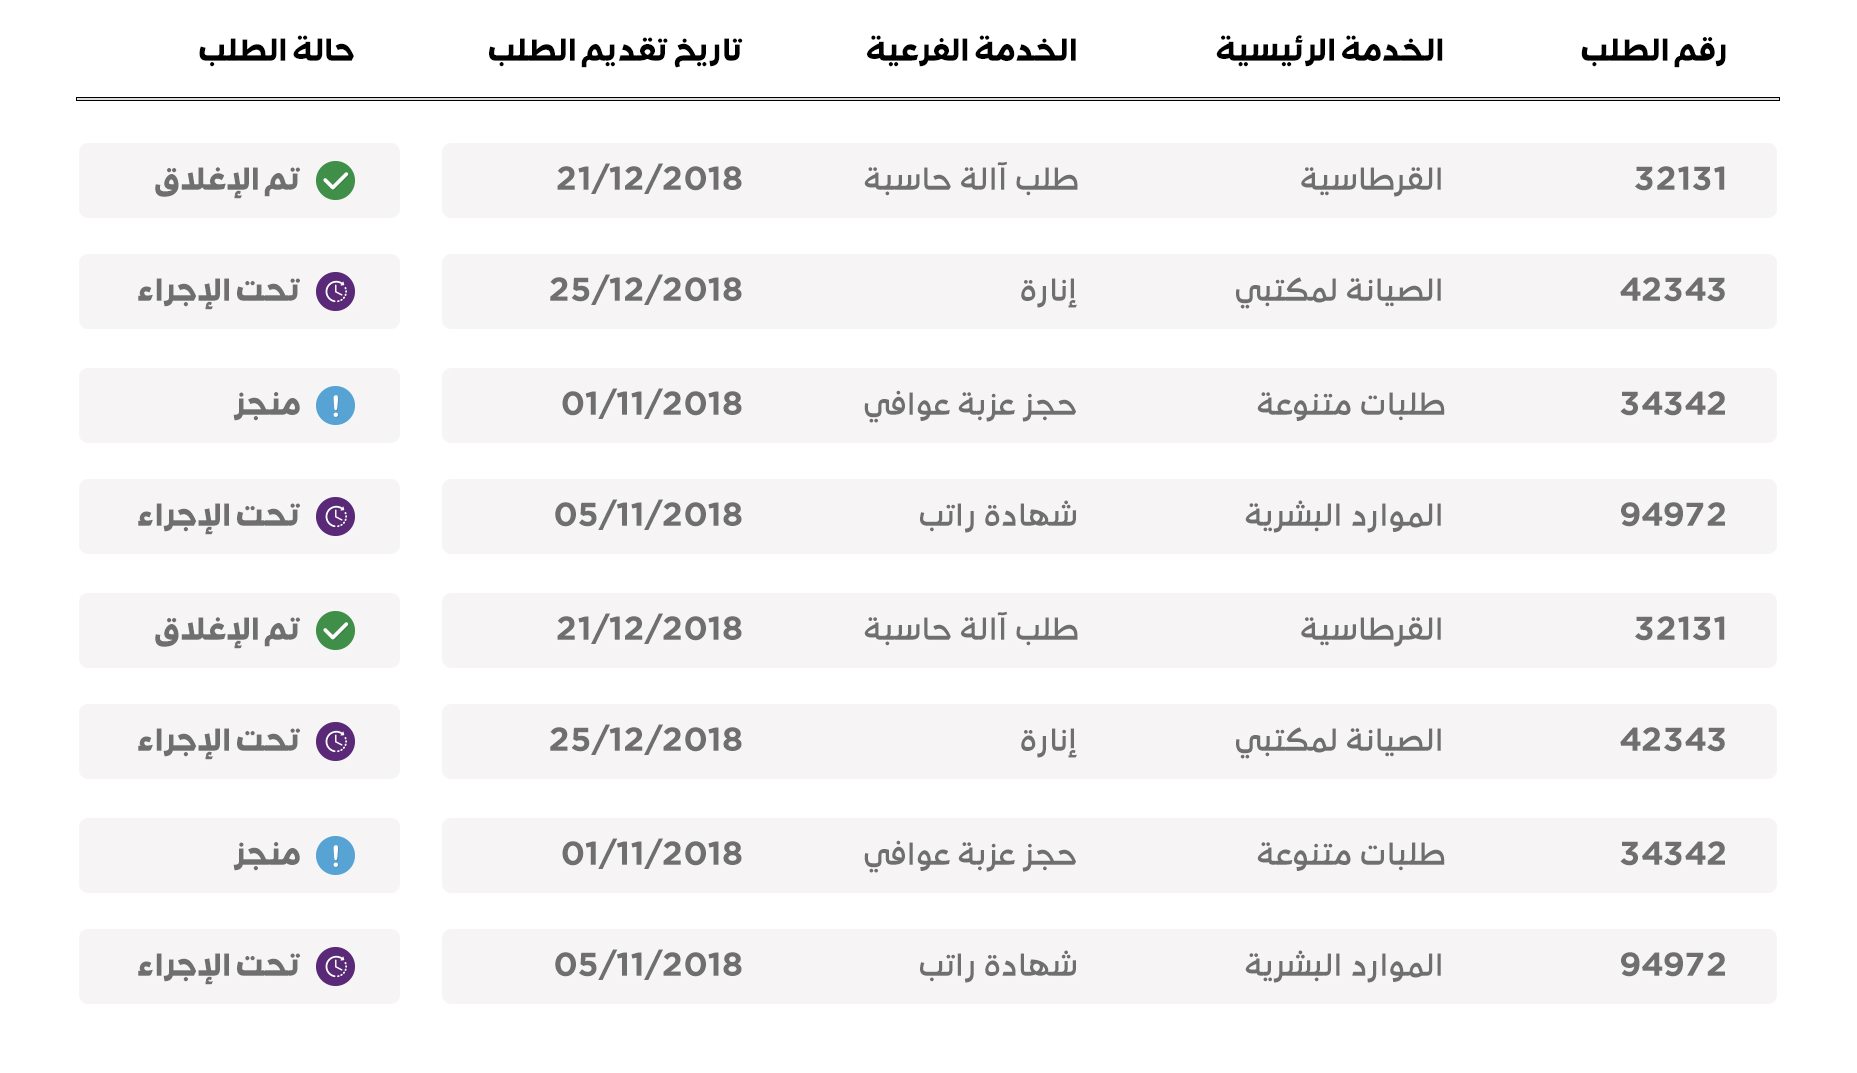 رقم الطلب الخدمة الرئيسية الخدمة الفرعية تاريخ تقديم الطلب حالة الطلب
32131 القرطاسية طلب آالة حاسبة 21/12/2018 تم الإغلاق
42343 الصيانة لمكتبي إنارة 25/12/2018 تحت الإجراء
34342 طلبات متنوعة حجز عزبة عوافي 01/11/2018 منجز
94972 الموارد البشرية شهادة راتب 05/11/2018 تحت الإجراء
32131 القرطاسية طلب آالة حاسبة 21/12/2018 تم الإغلاق
42343 الصيانة لمكتبي إنارة 25/12/2018 تحت الإجراء
34342 طلبات متنوعة حجز عزبة عوافي 01/11/2018 منجز
94972 الموارد البشرية شهادة راتب 05/11/2018 تحت الإجراء